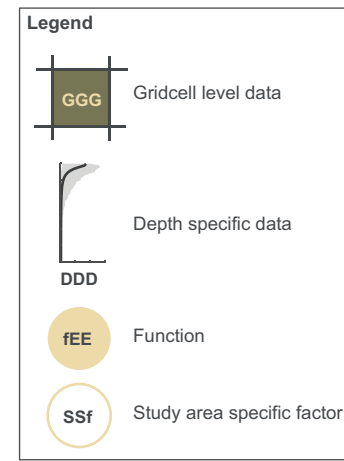 Legend
GGG Gridcell level data
Depth specific data
DDD
fEE Function
SSf Study area specific factor